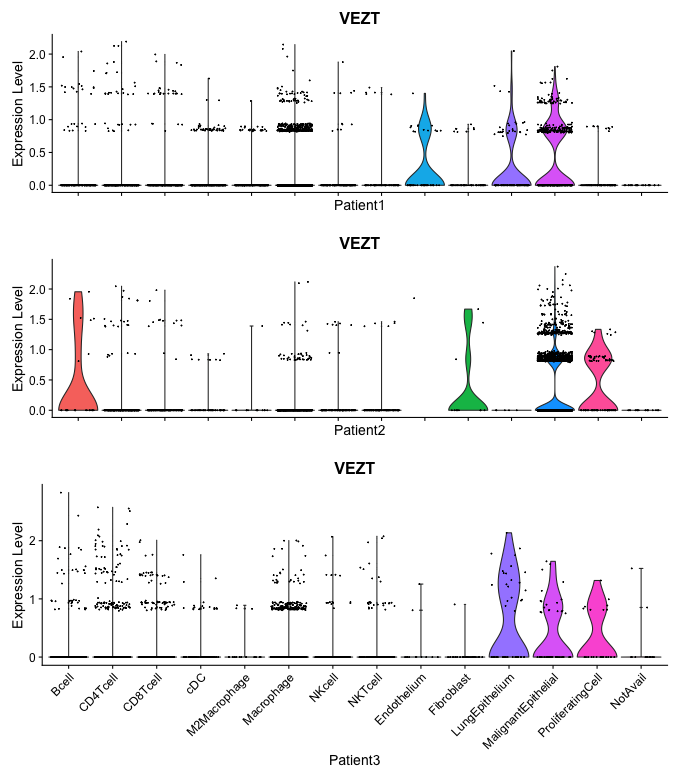 VEZT
Expression Level
2.0
1.5
1.0
0.5
0.0
Patient1
VEZT
Expression Level
2.0
1.5
1.0
0.5
0.0
Patient2
VEZT
Expression Level
2
1
0
Bcell
CD4Tcell
CD8Tcell
cDC
M2Macrophage
Macrophage
NKcell
NKTcell
Endothelium
Fibroblast
LungEpithelium
MalignantEpithelial
ProliferatingCell
NotAvail
Patient3